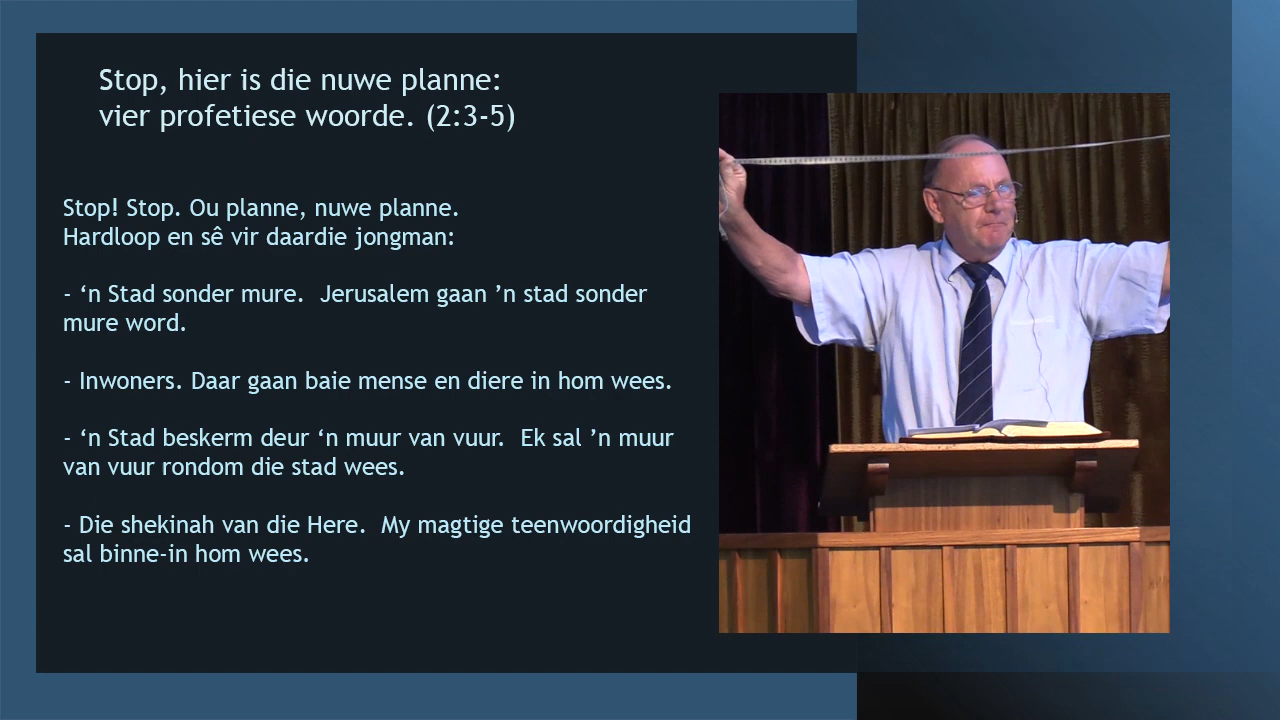 Stop, hier is die nuwe planne:
vier profetiese woorde. (2:3-5)
Stop! Stop. Ou planne, nuwe planne.
Hardloop en sê vir daardie jongman:
- ‘n Stad sonder mure.  Jerusalem gaan ’n stad sonder
mure word.
- Inwoners. Daar gaan baie mense en diere in hom wees.
- ‘n Stad beskerm deur ‘n muur van vuur.  Ek sal ’n muur
van vuur rondom die stad wees.
- Die shekinah van die Here.  My magtige teenwoordigheid
sal binne-in hom wees.